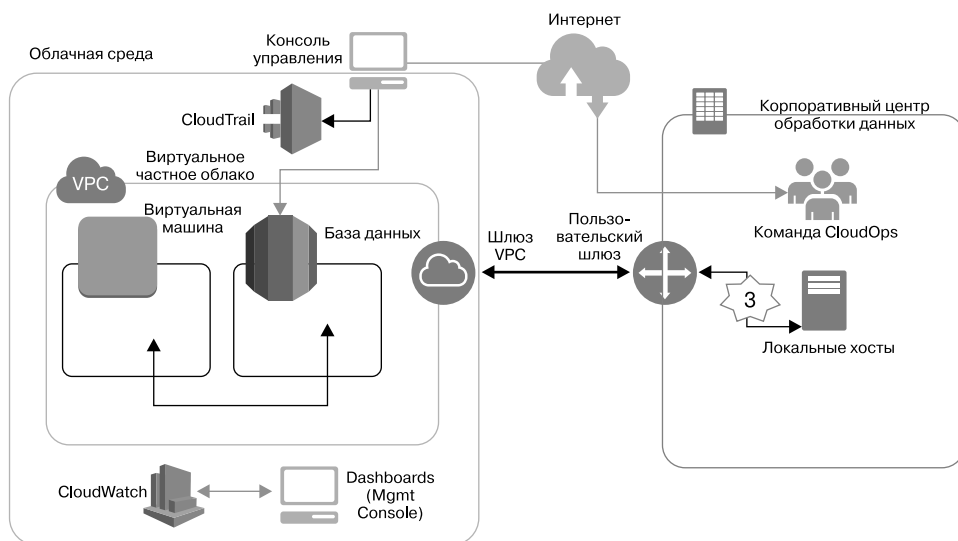 Интернет
Консоль
управления
Облачная среда
CloudTrail
Корпоративный центр
обработки данных
Виртуальное
частное облако
VPC
Виртуальная
машина
База данных
Шлюз
VPC
Пользо-
вательский
шлюз
Команда CloudOps
3
Локальные хосты
CloudWatch
Dashboards
(Mgmt
Console)